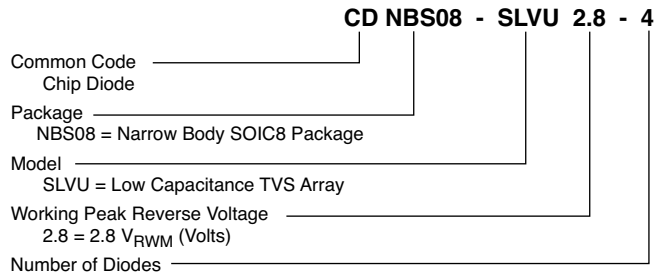 CD NBS08 - SLVU 2.8 - 4
Common Code
Chip Diode
Package
NBS08 = Narrow Body SOIC8 Package
Model
SLVU = Low Capacitance TVS Array
Working Peak Reverse Voltage
2.8 = 2.8 VRWM (Volts)
Number of Diodes